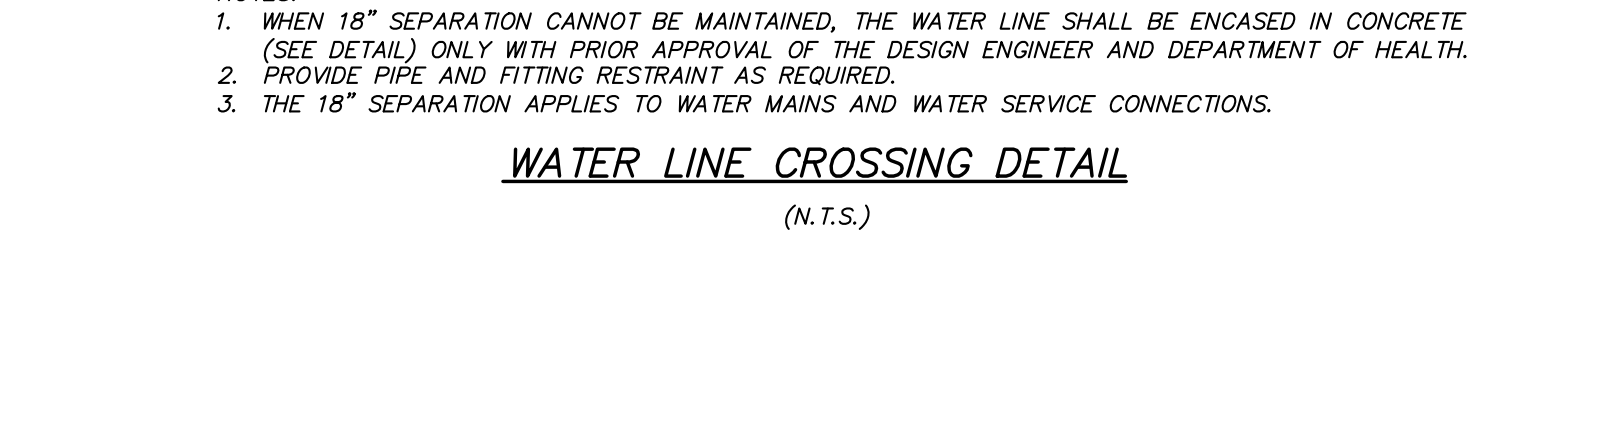 NOTES:
1. WHEN 18" SEPARATION CANNOT BE MAINTAINED, THE WATER LINE SHALL BE ENCASED IN CONCRETE
(SEE DETAIL) ONLY WITH PRIOR APPROVAL OF THE DESIGN ENGINEER AND DEPARTMENT OF HEALTH.
2. PROVIDE PIPE AND FITTING RESTRAINT AS REQUIRED.
3. THE 18" SEPARATION APPLIES TO WATER MAINS AND WATER SERVICE CONNECTIONS.
WATER LINE CROSSING DETAIL
(N.T.S.)